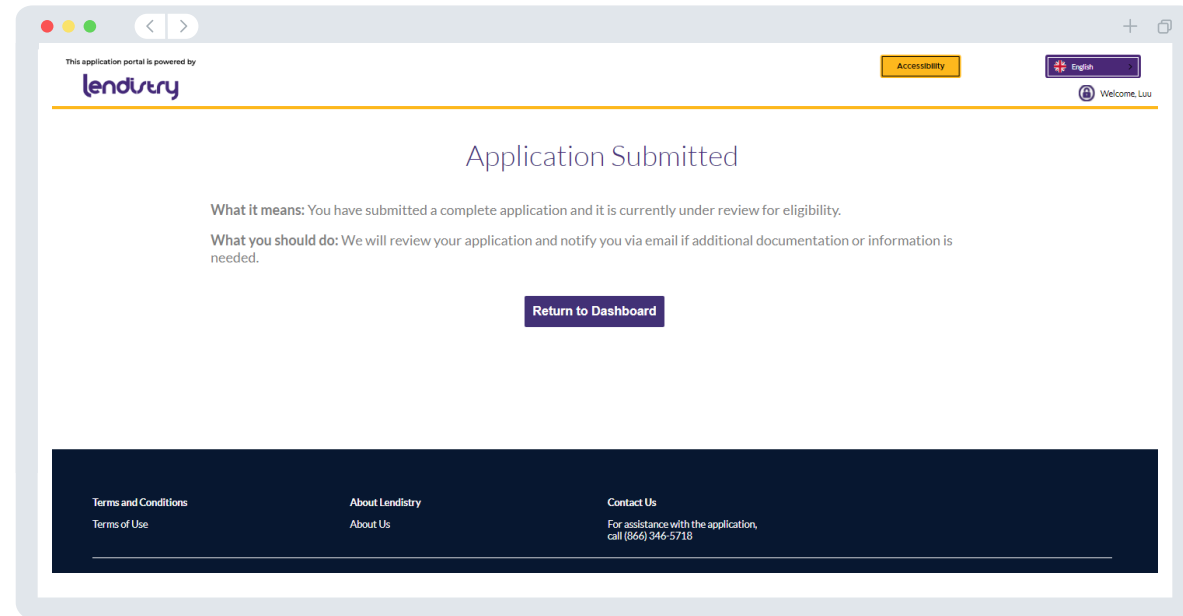 This application portal is powered by
lendistry
Accessibility
English
Welcome, Luu
Application Submitted
What it means: You have submitted a complete application and it is currently under review for eligibility.
What you should do: We will review your application and notify you via email if additional documentation or information is
needed.
Return to Dashboard
Terms and Conditions
Terms of Use
About Lendistry
About Us
Contact Us
For assistance with the application,
call (866) 346-5718